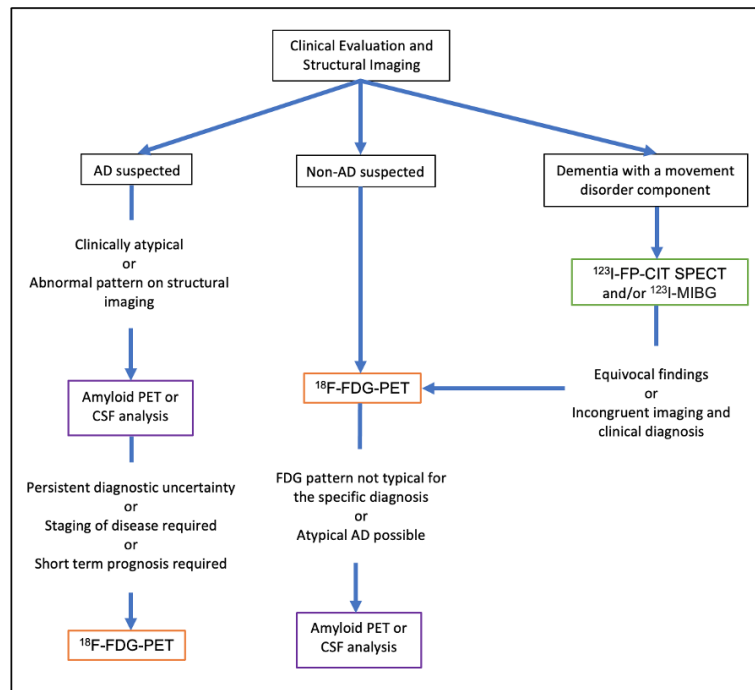 Clinical Evaluation and
Structural Imaging
AD suspected
Non-AD suspected
Dementia with a movement
disorder component
Clinically atypical
or
Abnormal pattern on structural
imaging
¹²³I-FP-CIT SPECT
and/or ¹²³I-MIBG
Amyloid PET or
CSF analysis
¹⁸F-FDG-PET
Equivocal findings
or
Incongruent imaging and
clinical diagnosis
Persistent diagnostic uncertainty
or
Staging of disease required
or
Short term prognosis required
FDG pattern not typical for
the specific diagnosis
or
Atypical AD possible
¹⁸F-FDG-PET
Amyloid PET or
CSF analysis